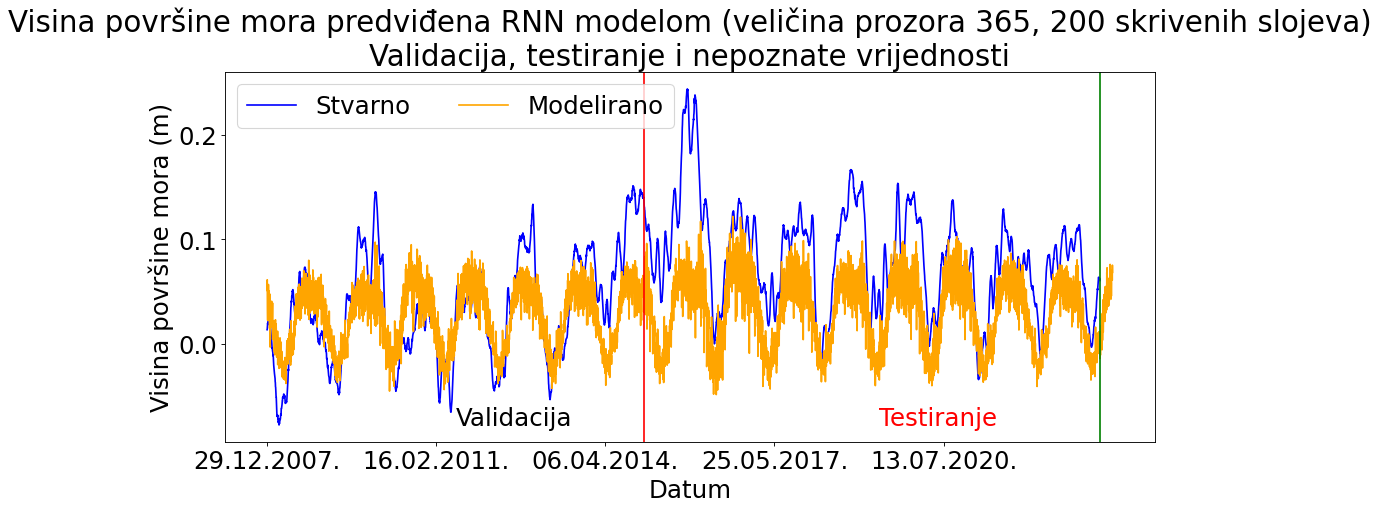 Visina površine mora predviđena RNN modelom (veličina prozora 365, 200 skrivenih slojeva)
Validacija, testiranje i nepoznate vrijednosti
Stvarno
Modelirano
Visina površine mora (m)
0.2
0.1
0.0
Validacija
Testiranje
29.12.2007.
16.02.2011.
06.04.2014.
25.05.2017.
13.07.2020.
Datum